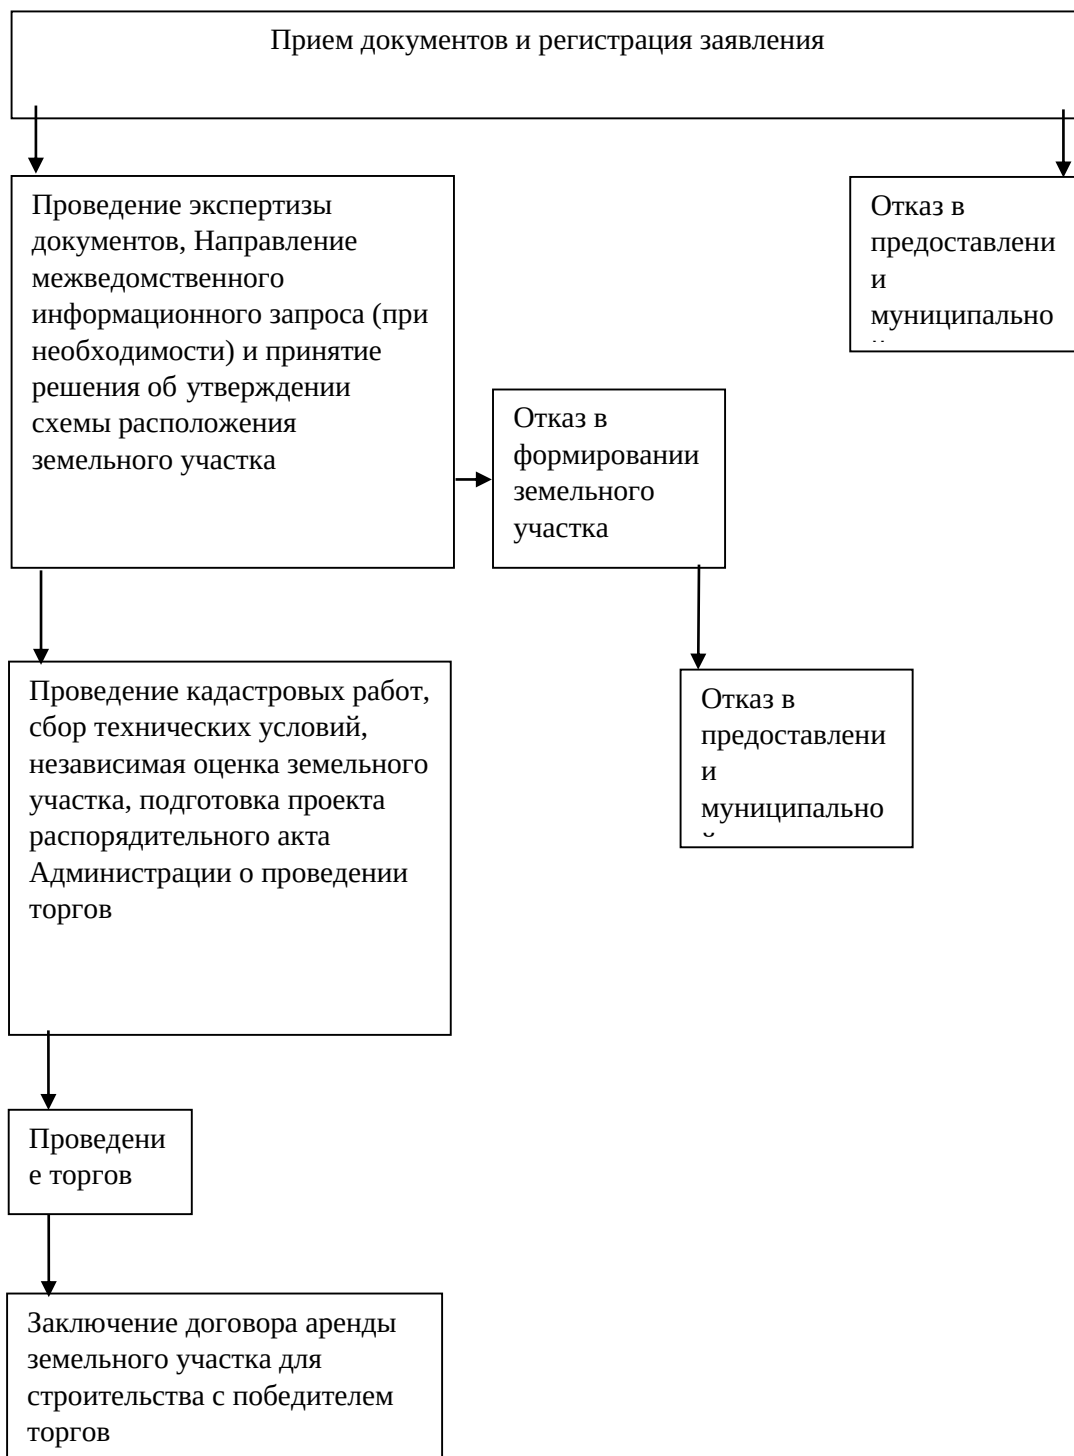 Прием документов и регистрация заявления
Проведение экспертизы
документов, Направление
межведомственного
информационного запроса (при
необходимости) и принятие
решения об утверждении
схемы расположения
земельного участка
Отказ в
предоставлени
и
муниципально
Отказ в
формировании
земельного
участка
Проведение кадастровых работ,
сбор технических условий,
независимая оценка земельного
участка, подготовка проекта
распорядительного акта
Администрации о проведении
торгов
Отказ в
предоставлени
и
муниципально
Проведени
е торгов
Заключение договора аренды
земельного участка для
строительства с победителем
торгов